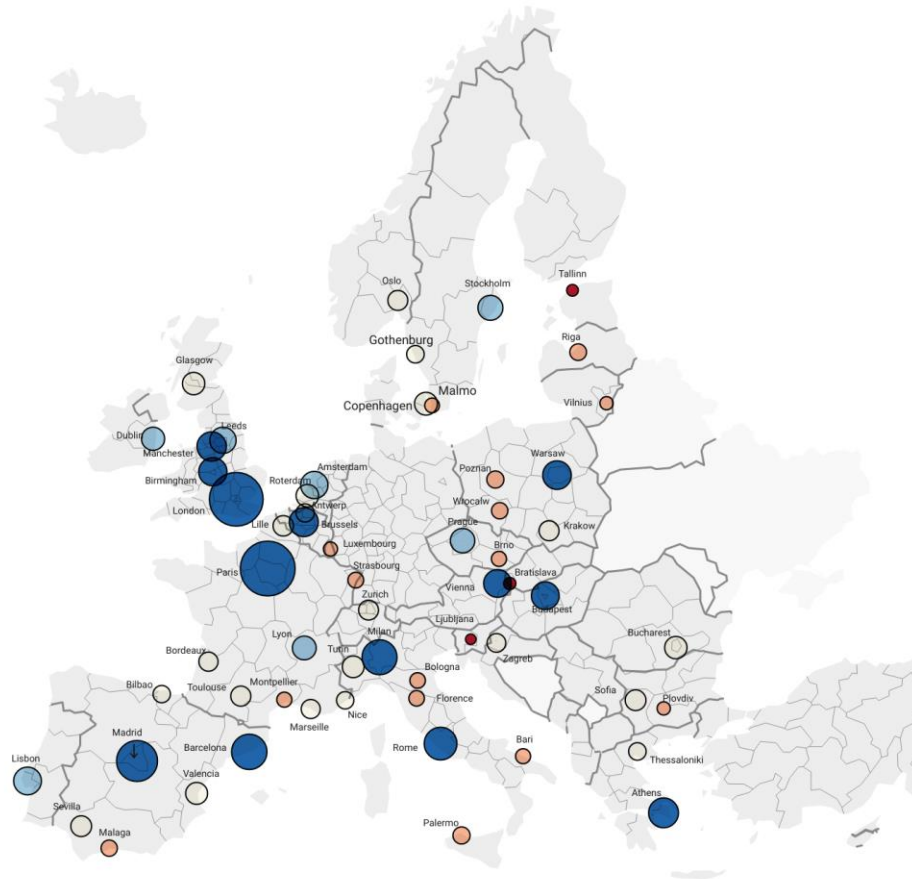 Tallinn
Oslo
Stockholm
Riga
Gothenburg
Glasgow
Malmo
Copenhagen
Vilnius
Leeds
Dublin
Manchester
Warsaw
Amsterdam
Poznan
Birmingham
Roterdam
Wrocalw
London
Antwerp
Lille
Brussels
Prague
Krakow
Luxembourg
Brno
Strasbourg
Paris
Bratislava
Vienna
Zurich
Budapest
Ljubljana
Milan
Lyon
Bucharest
Turin
Bordeaux
Zagreb
Bologna
Montpellier
Toulouse
Bilbao
Sofia
Plovdiv
Florence
Nice
Marseille
Madrid
Bari
Rome
Barcelona
Lisbon
Thessaloniki
Valencia
Athens
Sevilla
Palermo
Malaga